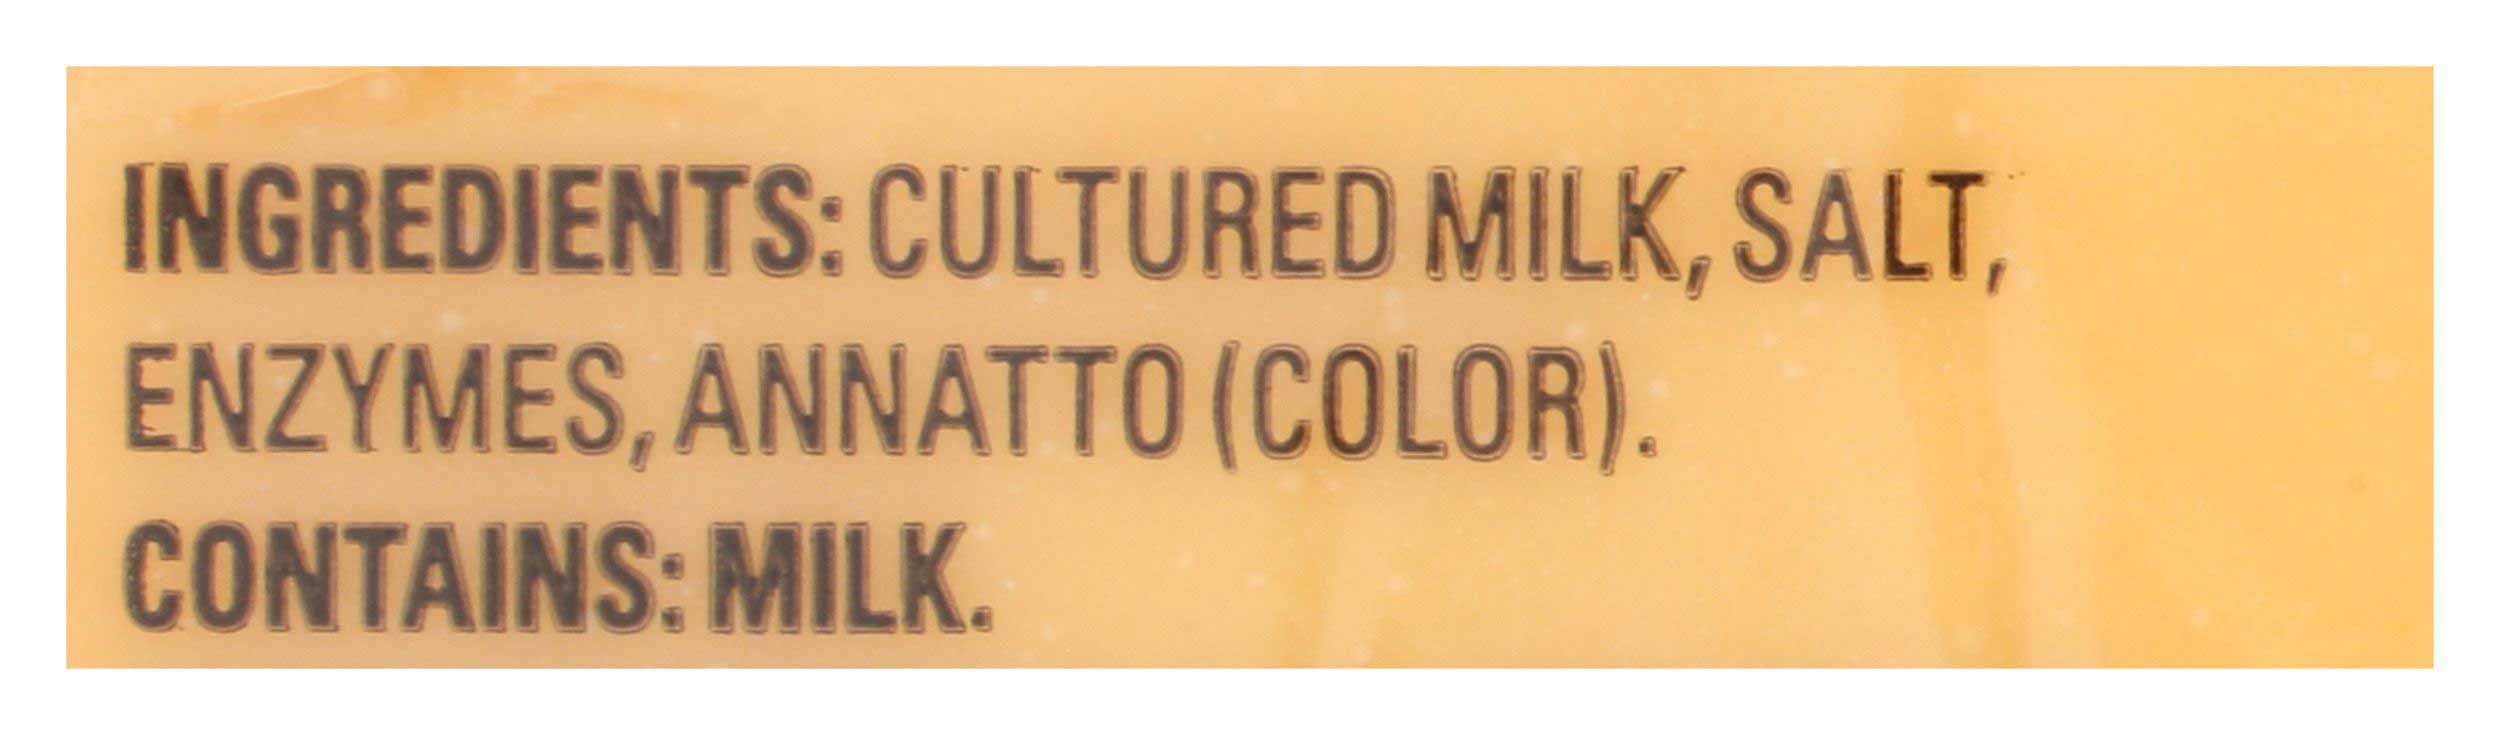 INGREDIENTS: CULTURED MILK, SALT,
ENZYMES, ANNATTO (COLOR).
CONTAINS: MILK.